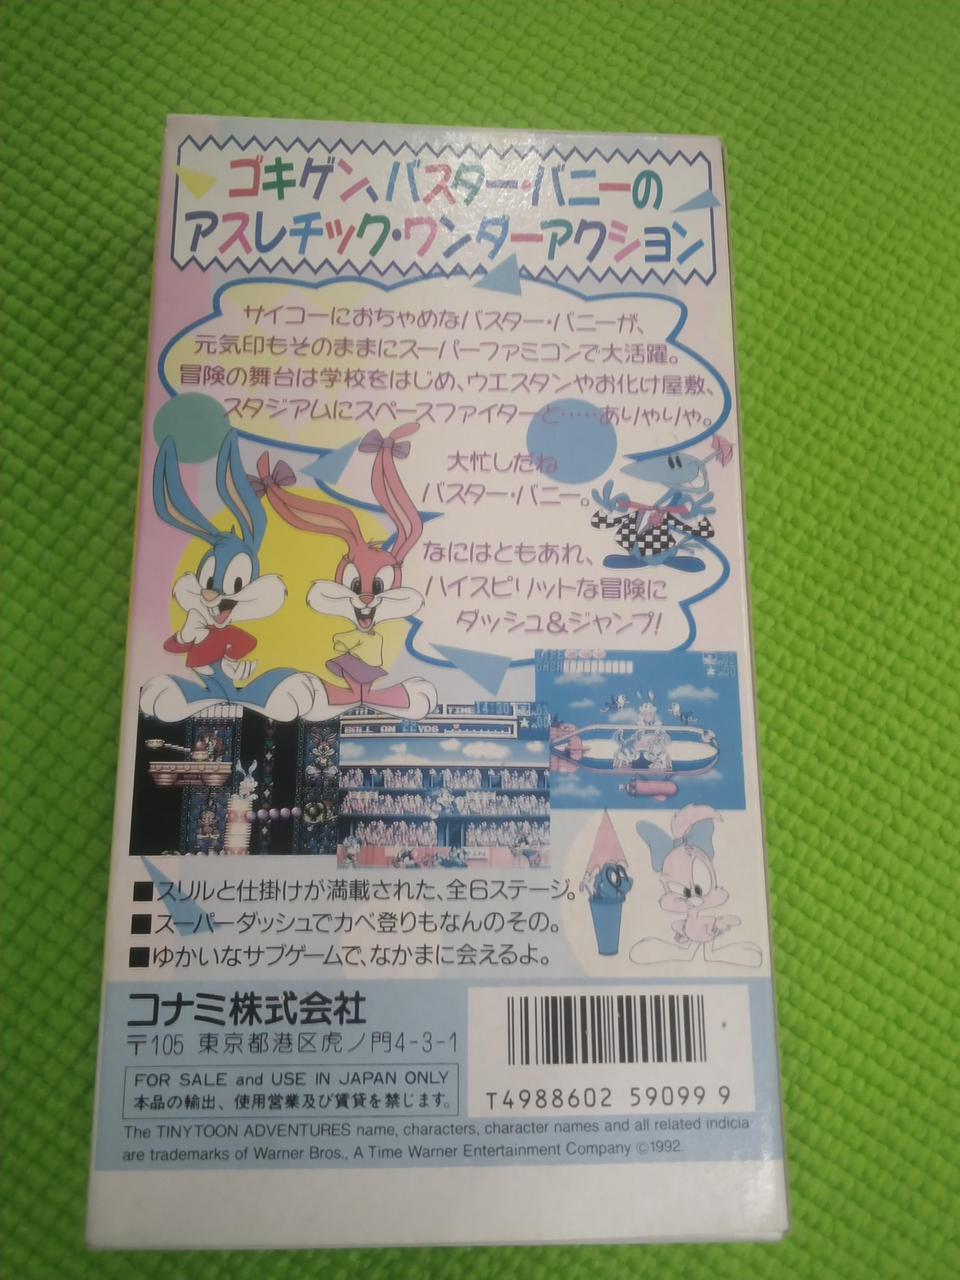 ゴキゲン、バスター・バニーの
アスレチック・ワンダーアクション
サイコーにおちゃめなバスター・バニーが、
元気印もそのままにスーパーファミコンで大活躍。
冒険の舞台は学校をはじめ、ウエスタンやお化け屋敷、
スタジアムにスペースファイターと……ありゃりゃ。
大忙しだね
バスター・バニー。
なにはともあれ、
ハイスピリットな冒険に
ダッシュ&ジャンプ!
BALL ON
■スリルと仕掛けが満載された、全6ステージ。
■スーパーダッシュでカベ登りもなんのその。
■ゆかいなサブゲームで、なかまに会えるよ。
コナミ株式会社
〒105 東京都港区虎ノ門4-3-1
FOR SALE and USE IN JAPAN ONLY
本品の輸出、使用営業及び賃貸を禁じます。
T4988602 59099 9
The TINYTOON ADVENTURES name, characters, character names and all related indicia
are trademarks of Warner Bros., A Time Warner Entertainment Company ©1992.